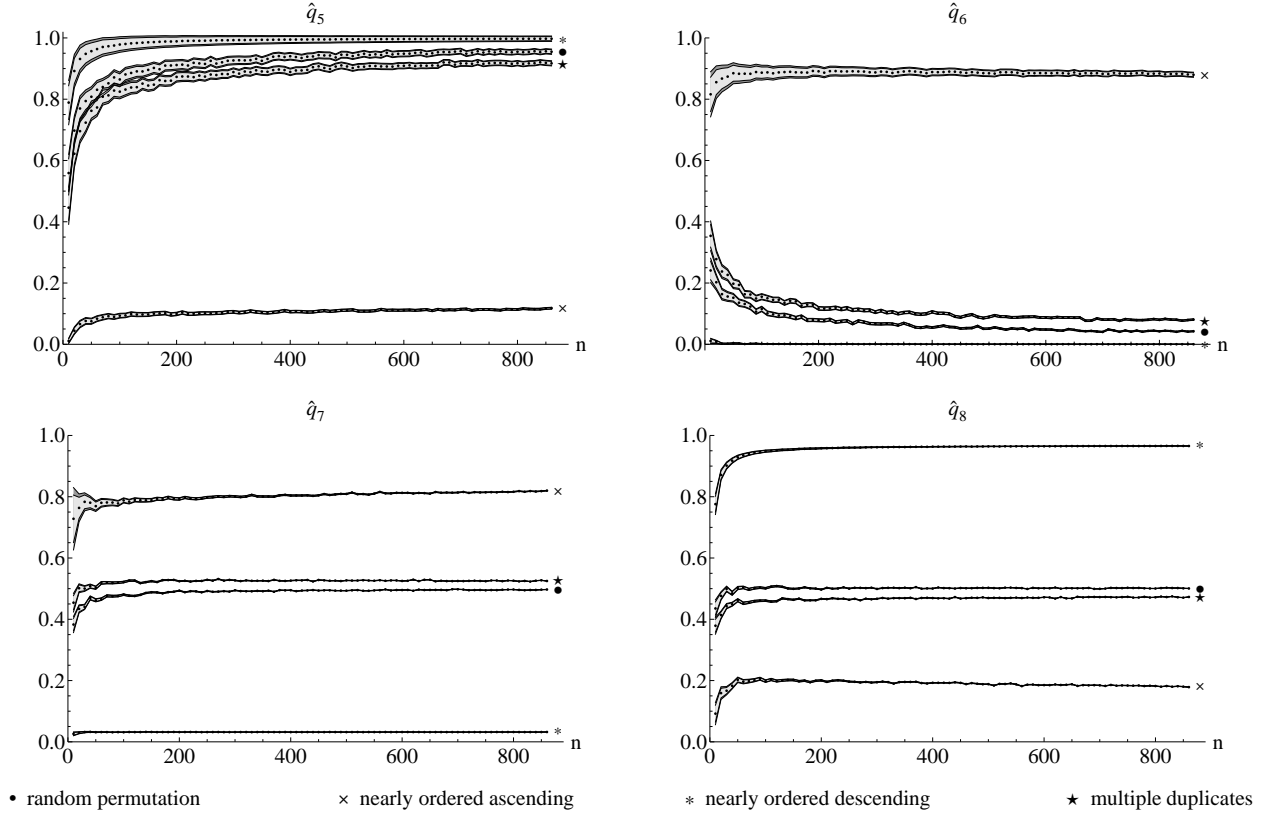 q̂5 q̂6
1.0 * 1.0
● 
★ 
0.8 0.8 ×
0.6 0.6
0.4 0.4
0.2 0.2
× ★
●
0.0 0.0 *
0 200 400 600 800 n 0 200 400 600 800 n
q̂7 q̂8
1.0 1.0
*
0.8 × 0.8
0.6 0.6
★ ●
● ★
0.4 0.4
0.2 0.2 ×
*
0.0 0.0
0 200 400 600 800 n 0 200 400 600 800 n
• random permutation × nearly ordered ascending * nearly ordered descending ★ multiple duplicates